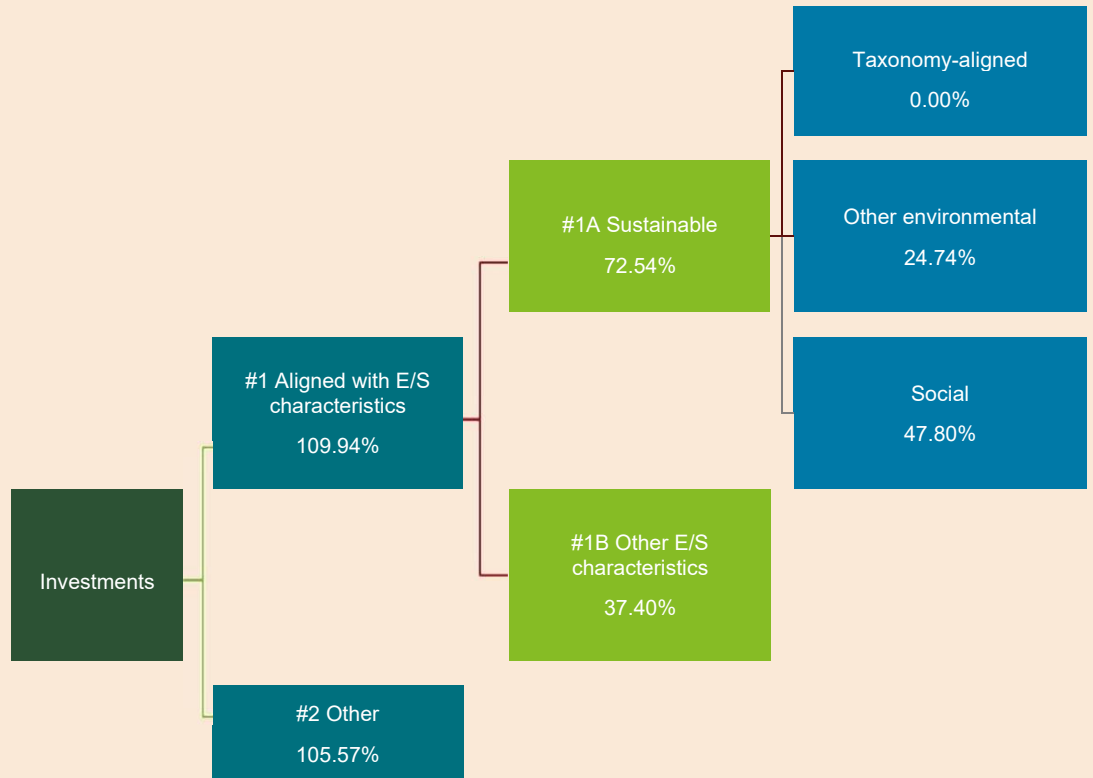 Taxonomy-aligned
0.00%
#1A Sustainable
72.54%
Other environmental
24.74%
#1 Aligned with E/S
characteristics
109.94%
Social
47.80%
Investments
#1B Other E/S
characteristics
37.40%
#2 Other
105.57%